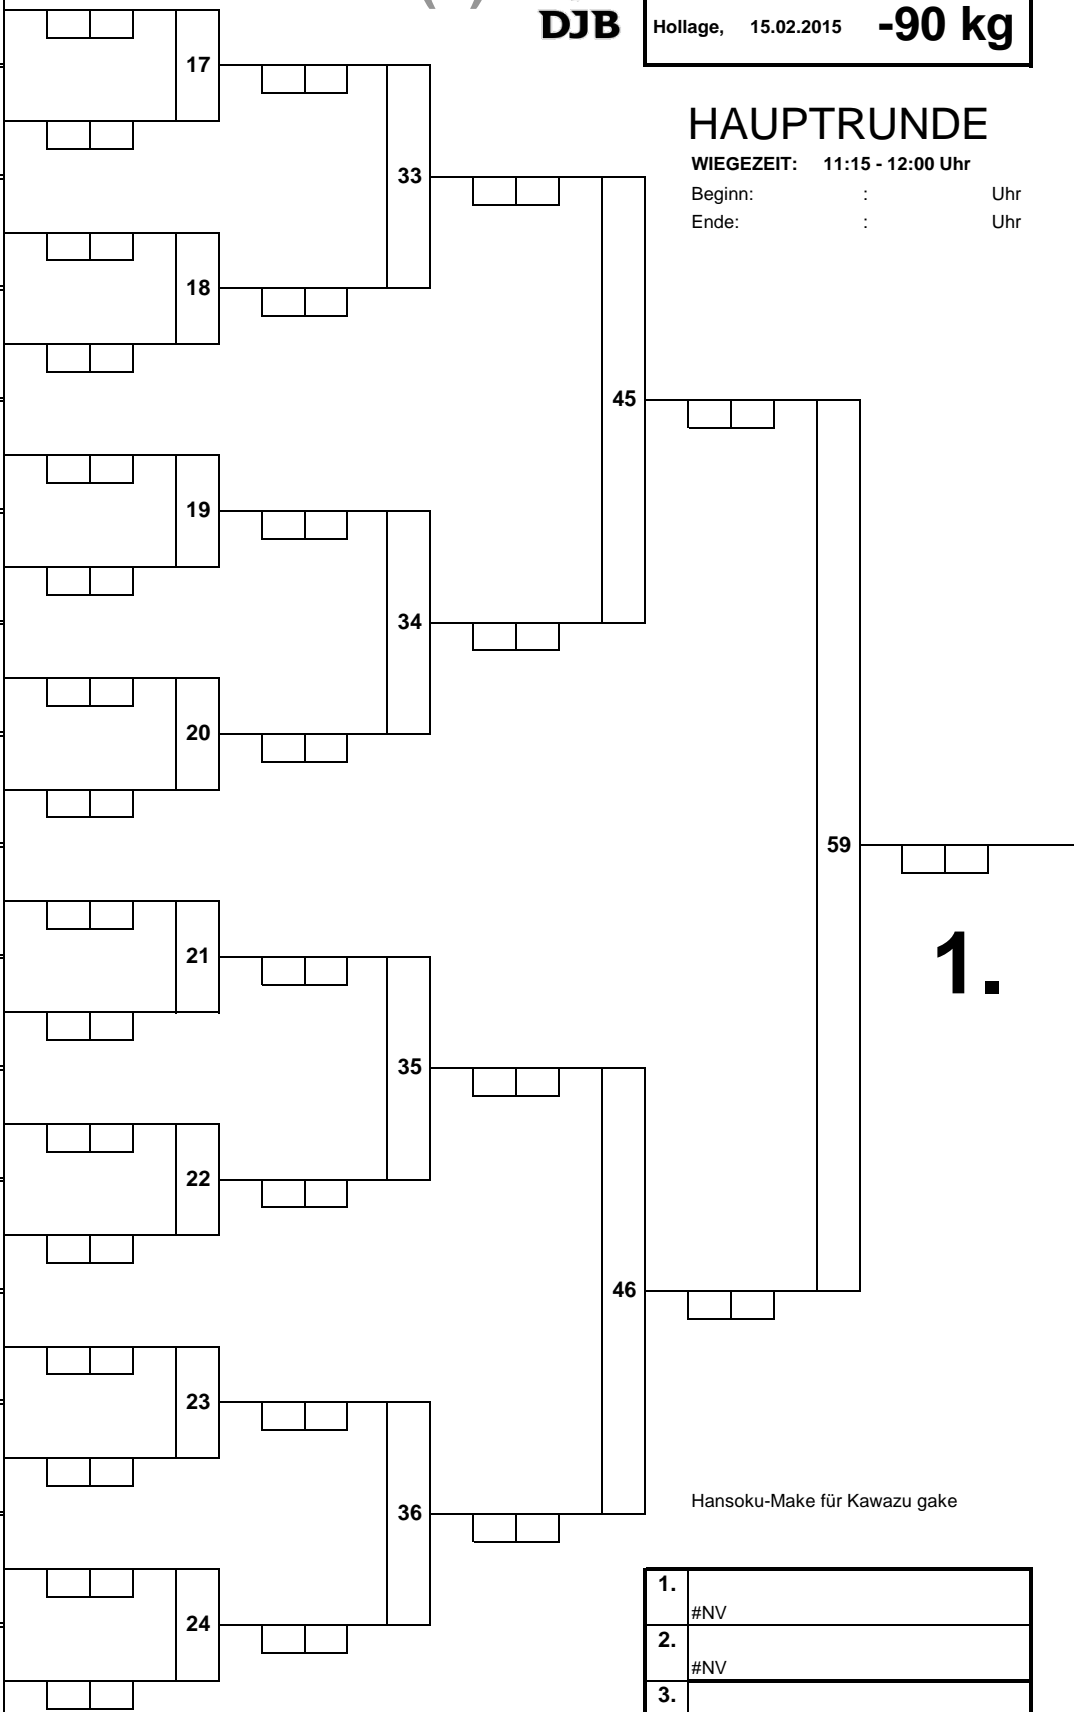 DJB
Hollage, 15.02.2015 -90 kg
17
HAUPTRUNDE
WIEGEZEIT: 11:15 - 12:00 Uhr
33
Beginn: : Uhr
Ende: : Uhr
18
45
19
34
20
59
21
1.
35
22
46
23
Hansoku-Make für Kawazu gake
36
1.
#NV
24
2.
#NV
3.